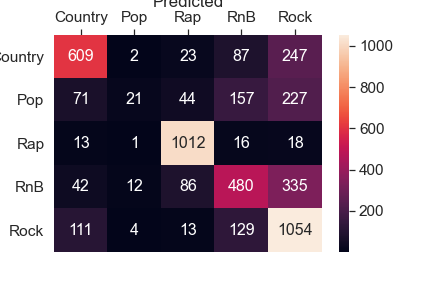 Predicted
Country Pop Rap RnB Rock
Country 609 2 23 87 247
Pop 71 21 44 157 227
Rap 13 1 1012 16 18
RnB 42 12 86 480 335
Rock 111 4 13 129 1054
1000
800
600
400
200